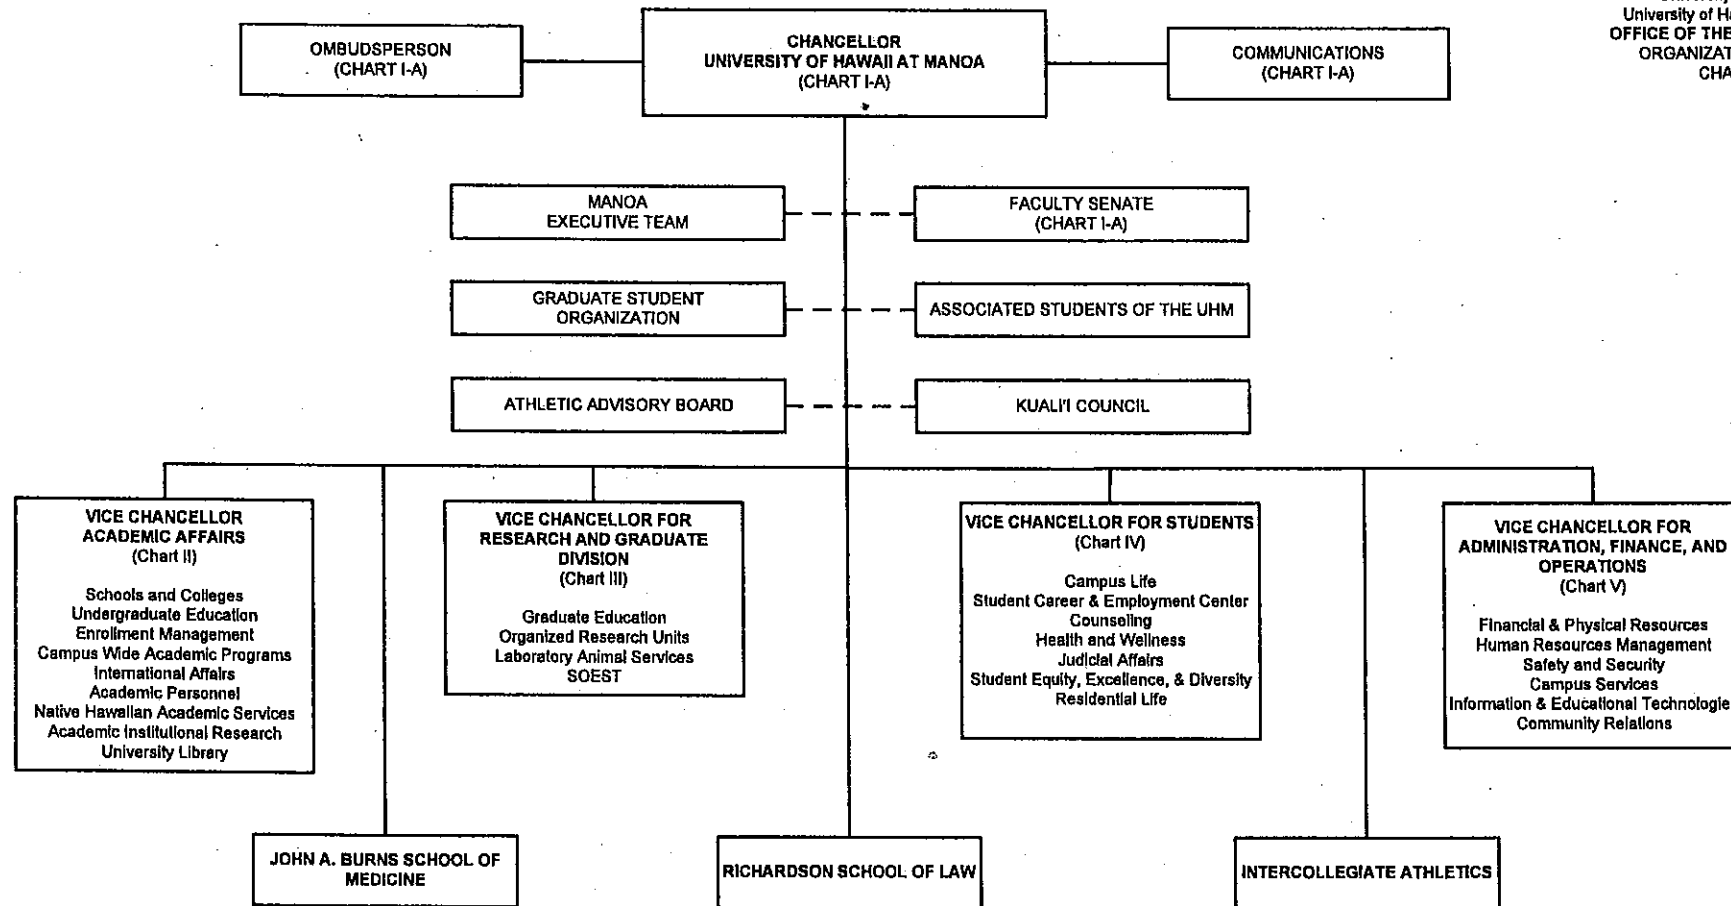 University of Ha
OFFICE OF THE
ORGANIZAT
CHA
OMBUDSPERSON
(CHART I-A)
CHANCELLOR
UNIVERSITY OF HAWAII AT MANOA
(CHART I-A)
COMMUNICATIONS
(CHART I-A)
MANOA
EXECUTIVE TEAM
FACULTY SENATE
(CHART I-A)
GRADUATE STUDENT
ORGANIZATION
ASSOCIATED STUDENTS OF THE UHM
ATHLETIC ADVISORY BOARD
KUALI'I COUNCIL
VICE CHANCELLOR
ACADEMIC AFFAIRS
(Chart II)
Schools and Colleges
Undergraduate Education
Enrollment Management
Campus Wide Academic Programs
International Affairs
Academic Personnel
Native Hawaiian Academic Services
Academic Institutional Research
University Library
VICE CHANCELLOR FOR
RESEARCH AND GRADUATE
DIVISION
(Chart III)
Graduate Education
Organized Research Units
Laboratory Animal Services
SOEST
VICE CHANCELLOR FOR STUDENTS
(Chart IV)
Campus Life
Student Career & Employment Center
Counseling
Health and Wellness
Judicial Affairs
Student Equity, Excellence, & Diversity
Residential Life
VICE CHANCELLOR FOR
ADMINISTRATION, FINANCE, AND
OPERATIONS
(Chart V)
Financial & Physical Resources
Human Resources Management
Safety and Security
Campus Services
Information & Educational Technologie
Community Relations
JOHN A. BURNS SCHOOL OF
MEDICINE
RICHARDSON SCHOOL OF LAW
INTERCOLLEGIATE ATHLETICS